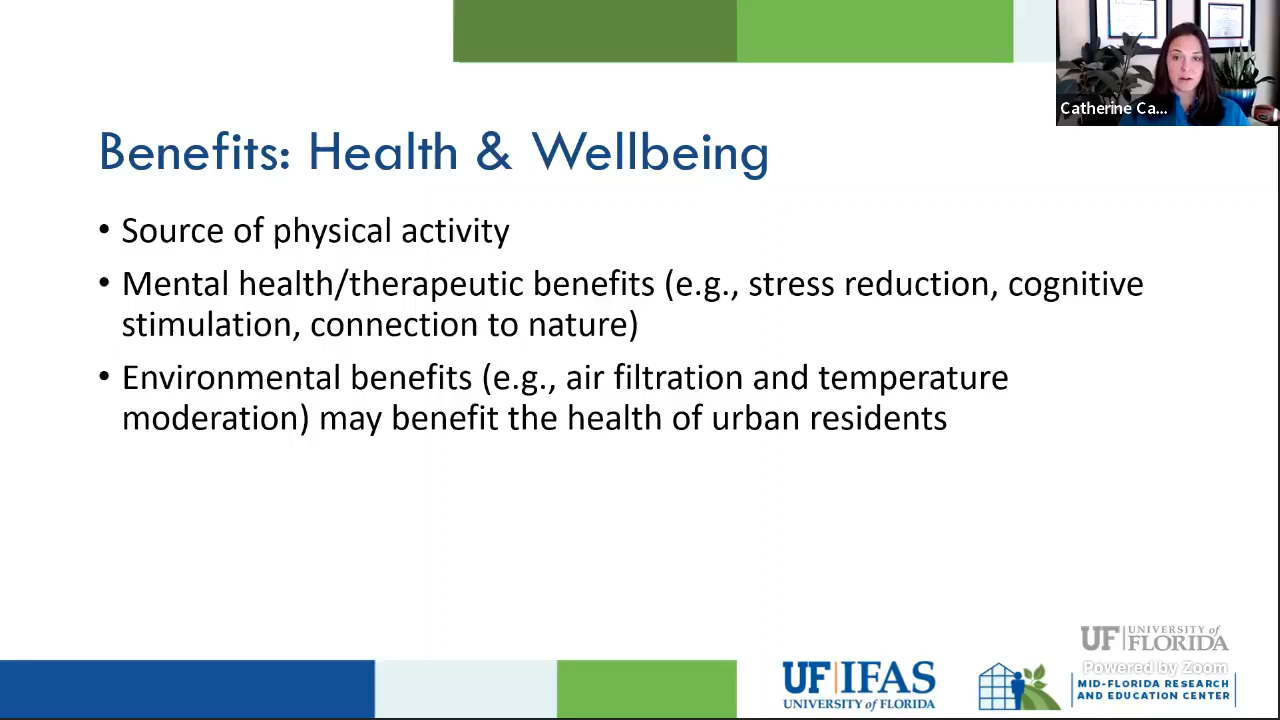 Catherine Ca...
Benefits: Health & Wellbeing
• Source of physical activity
• Mental health/therapeutic benefits (e.g., stress reduction, cognitive
stimulation, connection to nature)
• Environmental benefits (e.g., air filtration and temperature
moderation) may benefit the health of urban residents
UF UNIVERSITY of
FLORIDA
Powered by Zoom
UF IFAS
UNIVERSITY of FLORIDA
MID-FLORIDA RESEARCH
AND EDUCATION CENTER